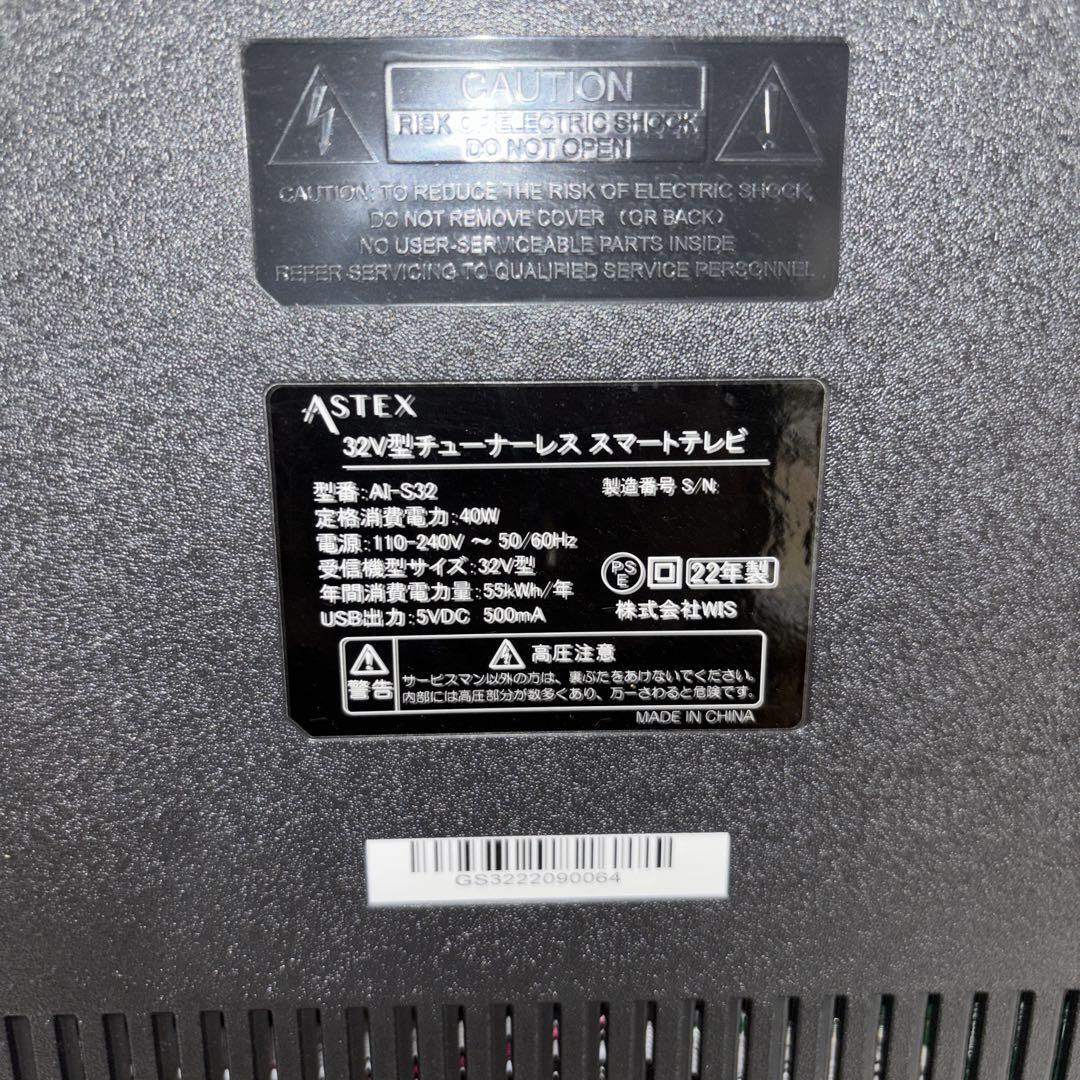 CAUTION
RISK OF ELECTRIC SHOCK
DO NOT OPEN
CAUTION: TO REDUCE THE RISK OF ELECTRIC SHOCK,
DO NOT REMOVE COVER (OR BACK)
NO USER-SERVICEABLE PARTS INSIDE
REFER SERVICING TO QUALIFIED SERVICE PERSONNEL
ASTEX
32V型チューナーレス スマートテレビ
型番:AI-S32
製造番号 S/N:
定格消費電力:40W
電源:110-240V ～ 50/60Hz
受信機型サイズ:32V型
年間消費電力量:55kWh/年
USB出力:5VDC 500mA
PS
E
22年製
株式会社WIS
警告
高圧注意
サービスマン以外の方は、裏ぶたをあけないでください。
内部には高圧部分が数多くあり、万一さわると危険です。
MADE IN CHINA
GS3222090064